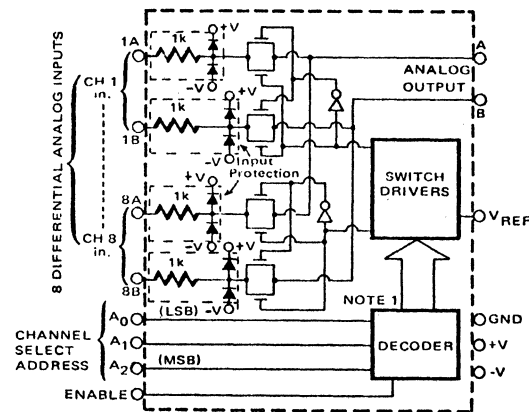 8 DIFFERENTIAL ANALOG INPUTS
1A
CH 1
in.
1B
8A
CH 8
in.
8B
1k
+V
-V
1k
+V
-V
Input
Protection
1k
+V
-V
1k
+V
-V
A
ANALOG
OUTPUT
B
SWITCH
DRIVERS
VREF
NOTE 1
DECODER
GND
+V
-V
CHANNEL
SELECT
ADDRESS
A0
(LSB)
A1
A2
(MSB)
ENABLE